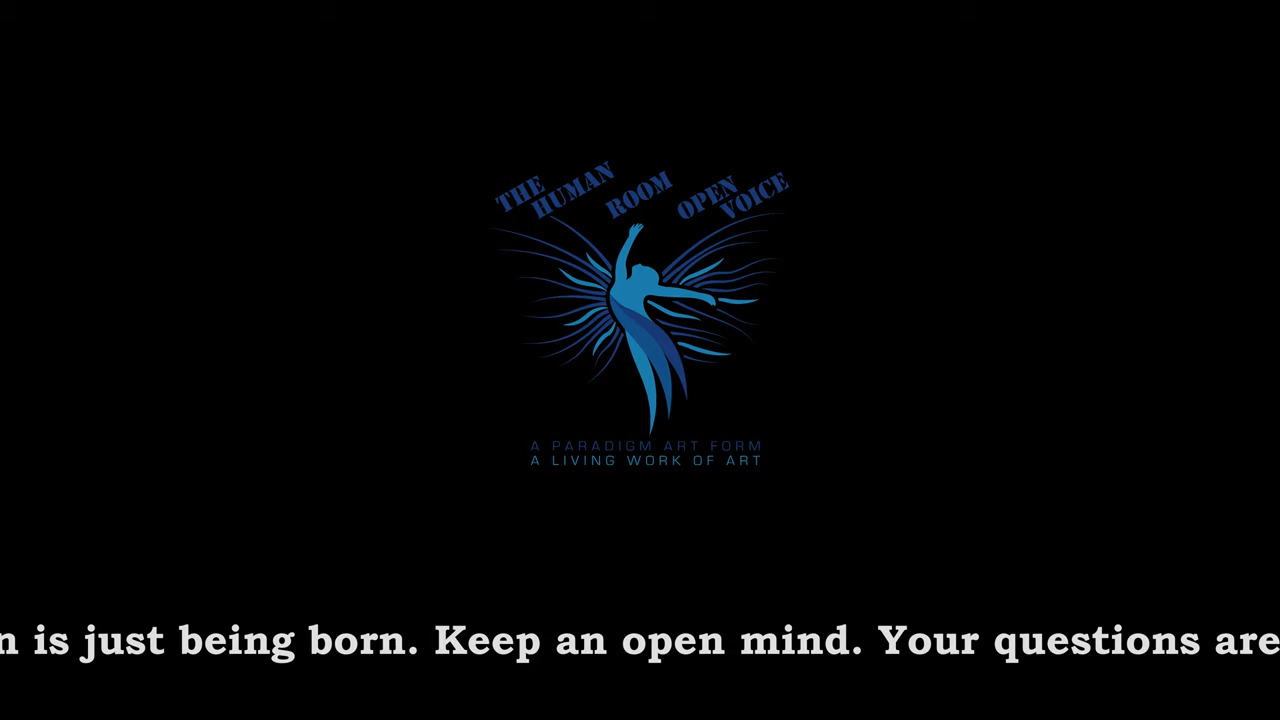 THE HUMAN ROOM OPEN VOICE
A PARADIGM ART FORM
A LIVING WORK OF ART
n is just being born. Keep an open mind. Your questions are